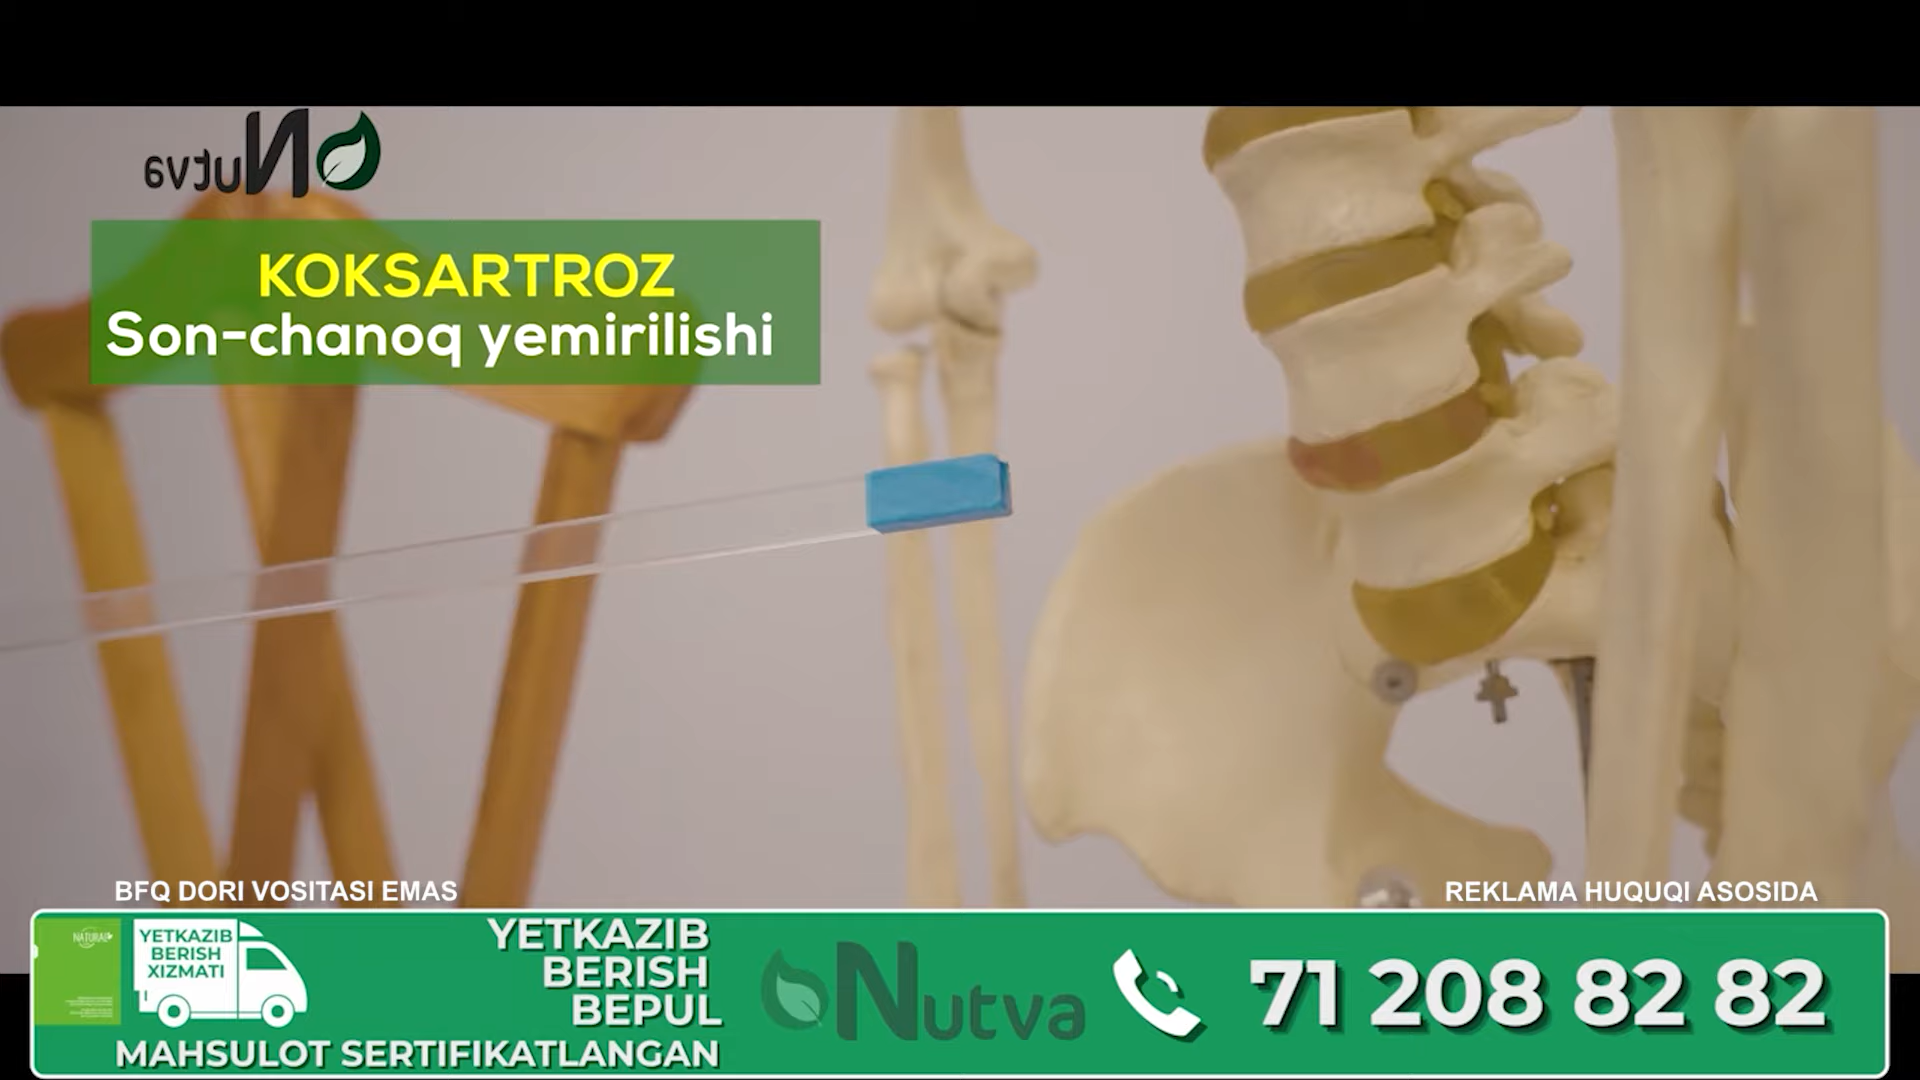 Nutva
KOKSARTROZ
Son-chanoq yemirilishi
BFQ DORI VOSITASI EMAS
REKLAMA HUQUQI ASOSIDA
NATURAL
YETKAZIB
BERISH
XIZMATI
YETKAZIB
BERISH
BEPUL
MAHSULOT SERTIFIKATLANGAN
Nutva
71 208 82 82